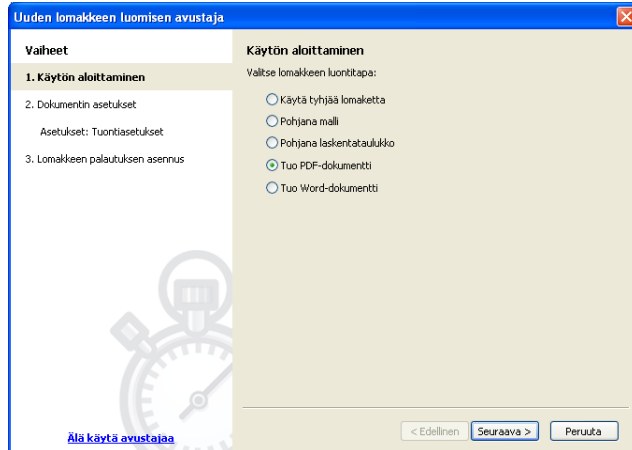 Uuden lomakkeen luomisen avustaja
Vaiheet
1. Käytön aloittaminen
2. Dokumentin asetukset
Asetukset: Tuontiasetukset
3. Lomakkeen palautuksen asennus
Älä käytä avustajaa
Käytön aloittaminen
Valitse lomakkeen luontitapa:
Käytä tyhjää lomaketta
Pohjana malli
Pohjana laskentataulukko
Tuo PDF-dokumentti
Tuo Word-dokumentti
< Edellinen Seuraava > Peruuta